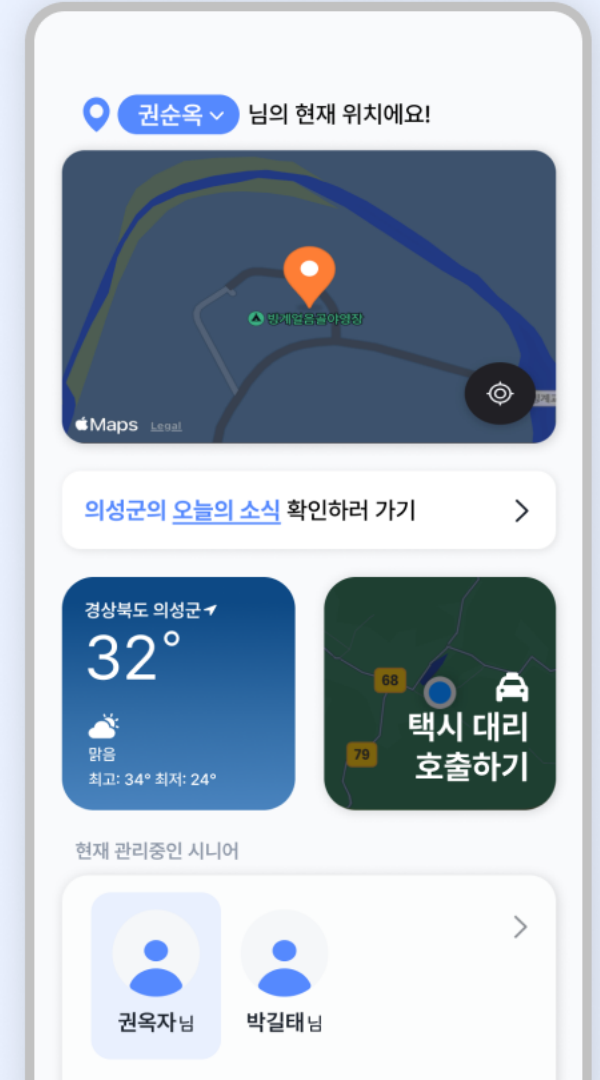 권순옥 님의 현재 위치에요!
방계얼음골야영장
Maps Legal
의성군의 오늘의 소식 확인하러 가기
경상북도 의성군
32°
맑음
최고: 34° 최저: 24°
68
79
택시 대리
호출하기
현재 관리중인 시니어
권옥자님 박길태님